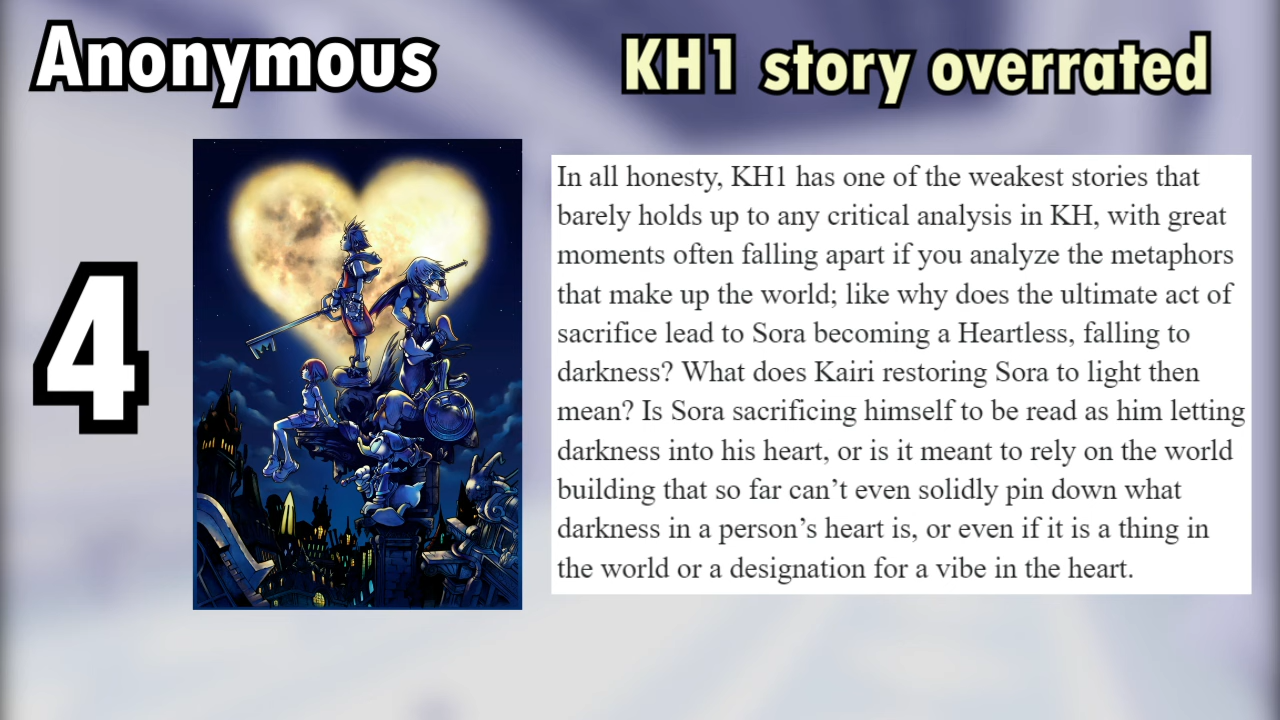 Anonymous
KH1 story overrated
4
In all honesty, KH1 has one of the weakest stories that
barely holds up to any critical analysis in KH, with great
moments often falling apart if you analyze the metaphors
that make up the world; like why does the ultimate act of
sacrifice lead to Sora becoming a Heartless, falling to
darkness? What does Kairi restoring Sora to light then
mean? Is Sora sacrificing himself to be read as him letting
darkness into his heart, or is it meant to rely on the world
building that so far can’t even solidly pin down what
darkness in a person’s heart is, or even if it is a thing in
the world or a designation for a vibe in the heart.